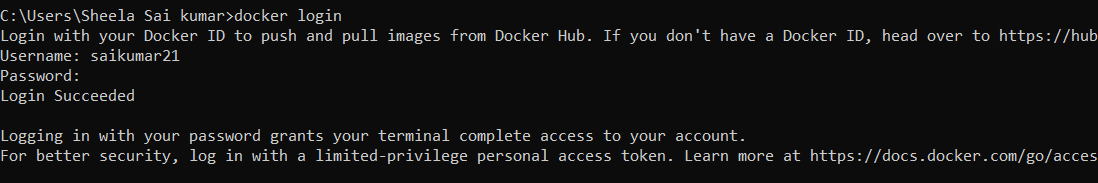 C:\Users\Sheela Sai kumar>docker login
Login with your Docker ID to push and pull images from Docker Hub. If you don't have a Docker ID, head over to https://hub
Username: saikumar21
Password:
Login Succeeded
Logging in with your password grants your terminal complete access to your account.
For better security, log in with a limited-privilege personal access token. Learn more at https://docs.docker.com/go/acces